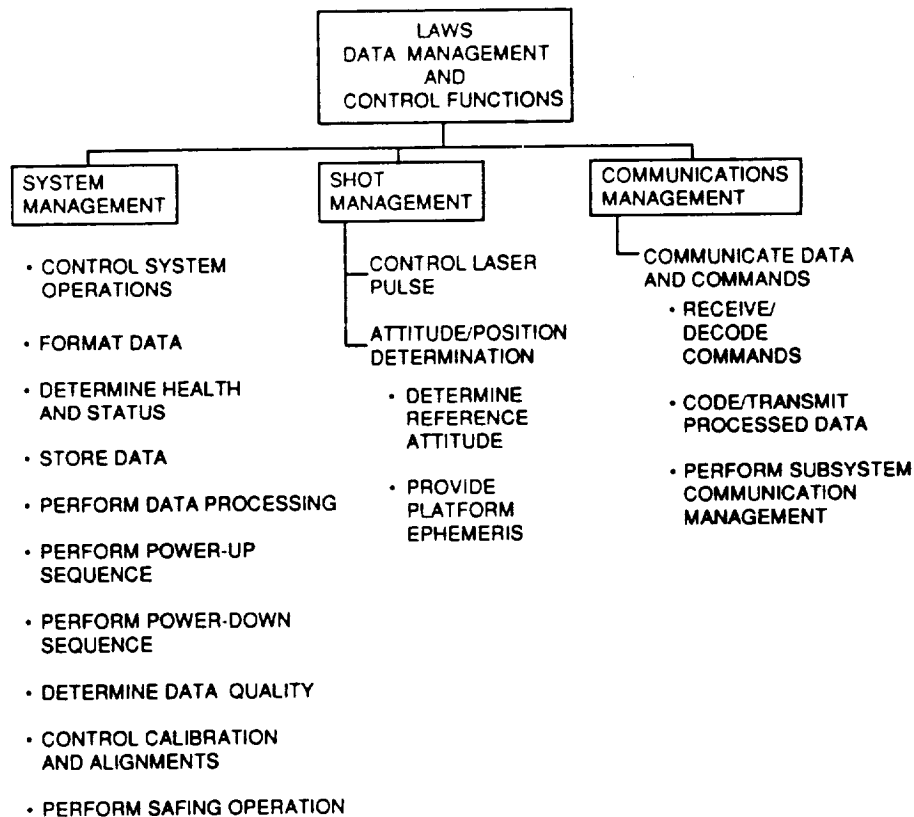 LAWS
DATA MANAGEMENT
AND
CONTROL FUNCTIONS
SYSTEM
MANAGEMENT
• CONTROL SYSTEM
OPERATIONS
• FORMAT DATA
• DETERMINE HEALTH
AND STATUS
• STORE DATA
• PERFORM DATA PROCESSING
• PERFORM POWER-UP
SEQUENCE
• PERFORM POWER-DOWN
SEQUENCE
• DETERMINE DATA QUALITY
• CONTROL CALIBRATION
AND ALIGNMENTS
• PERFORM SAFING OPERATION
SHOT
MANAGEMENT
CONTROL LASER
PULSE
ATTITUDE/POSITION
DETERMINATION
• DETERMINE
REFERENCE
ATTITUDE
• PROVIDE
PLATFORM
EPHEMERIS
COMMUNICATIONS
MANAGEMENT
COMMUNICATE DATA
AND COMMANDS
• RECEIVE/
DECODE
COMMANDS
• CODE/TRANSMIT
PROCESSED DATA
• PERFORM SUBSYSTEM
COMMUNICATION
MANAGEMENT